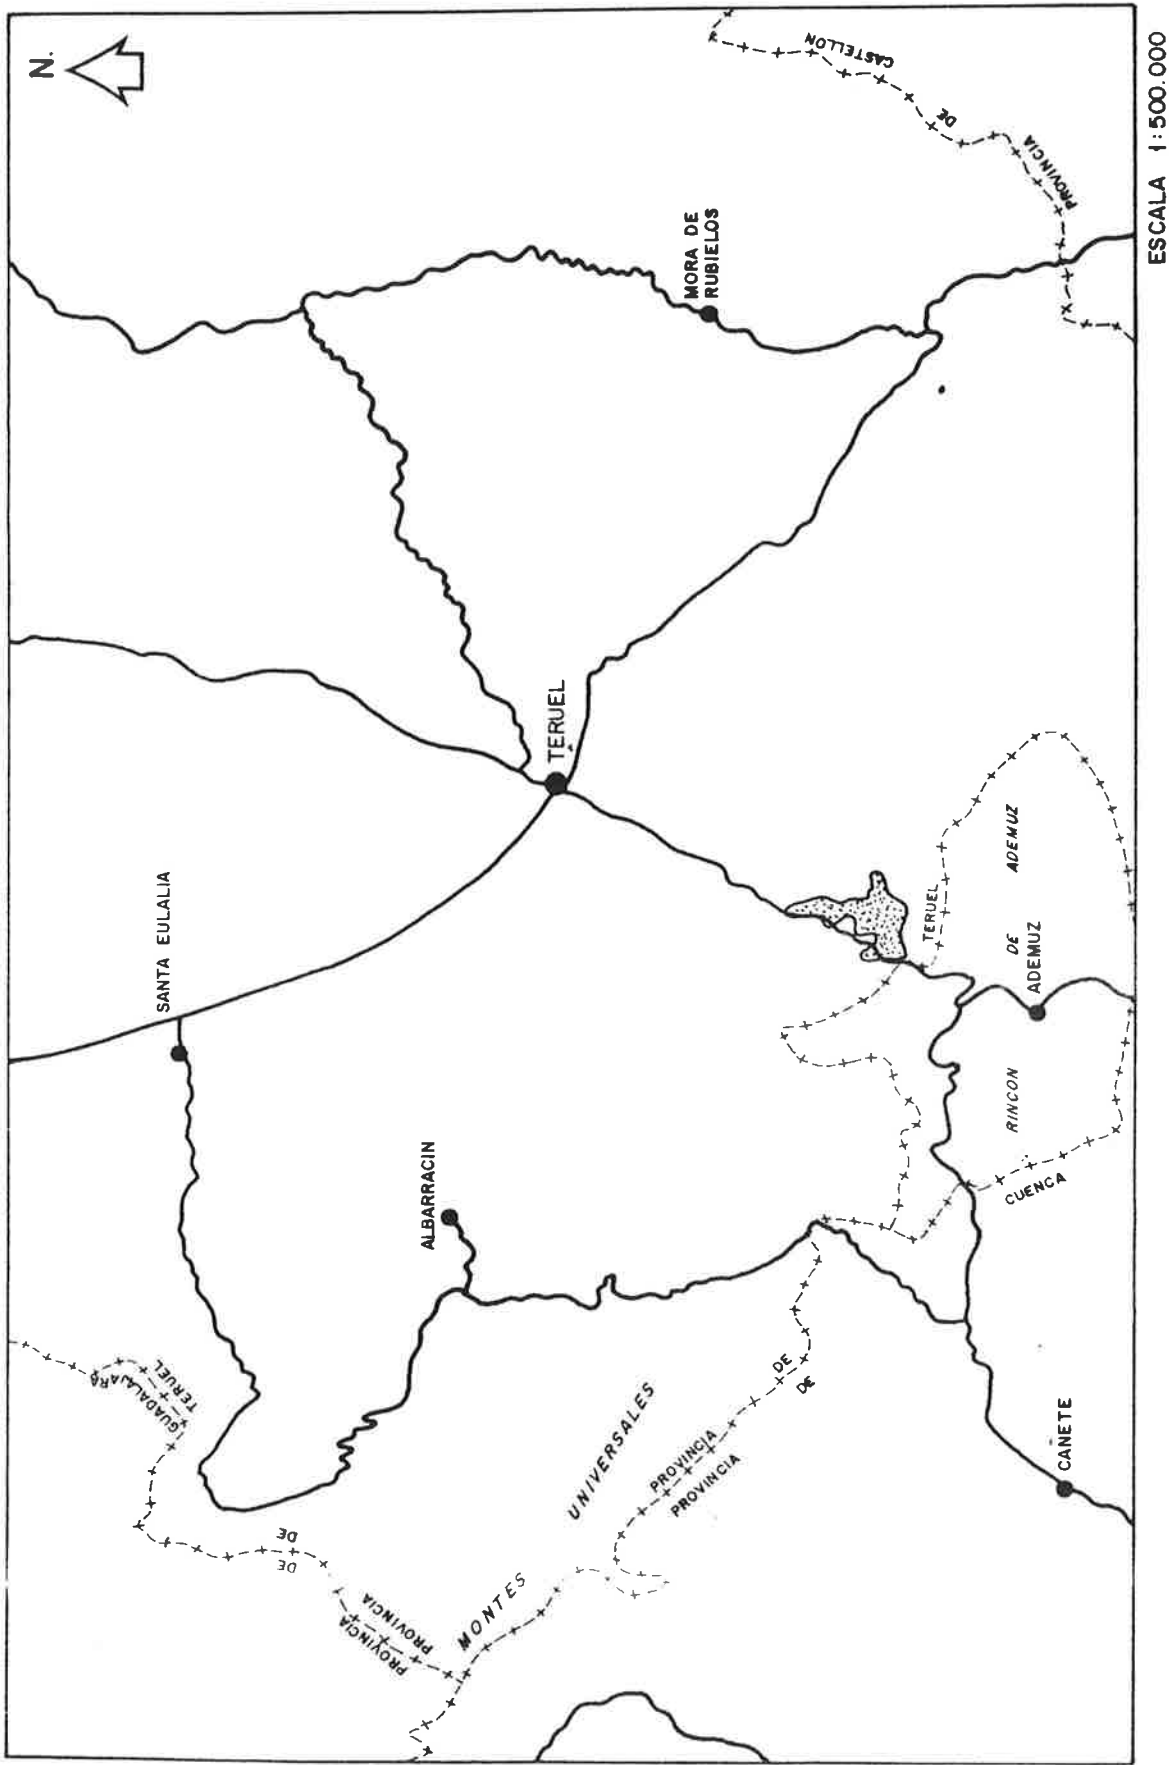 N.
GUADALAJARA
TERUEL
SANTA EULALIA
DE
DE
PROVINCIA
PROVINCIA
ALBARRACIN
MONTES
UNIVERSALES
TERUEL
MORA DE
RUBIELOS
PROVINCIA
PROVINCIA
DE
DE
TERUEL
CUENCA
RINCON
DE
ADEMUZ
ADEMUZ
CAÑETE
PROVINCIA
DE
CASTELLON
ESCALA 1:500.000